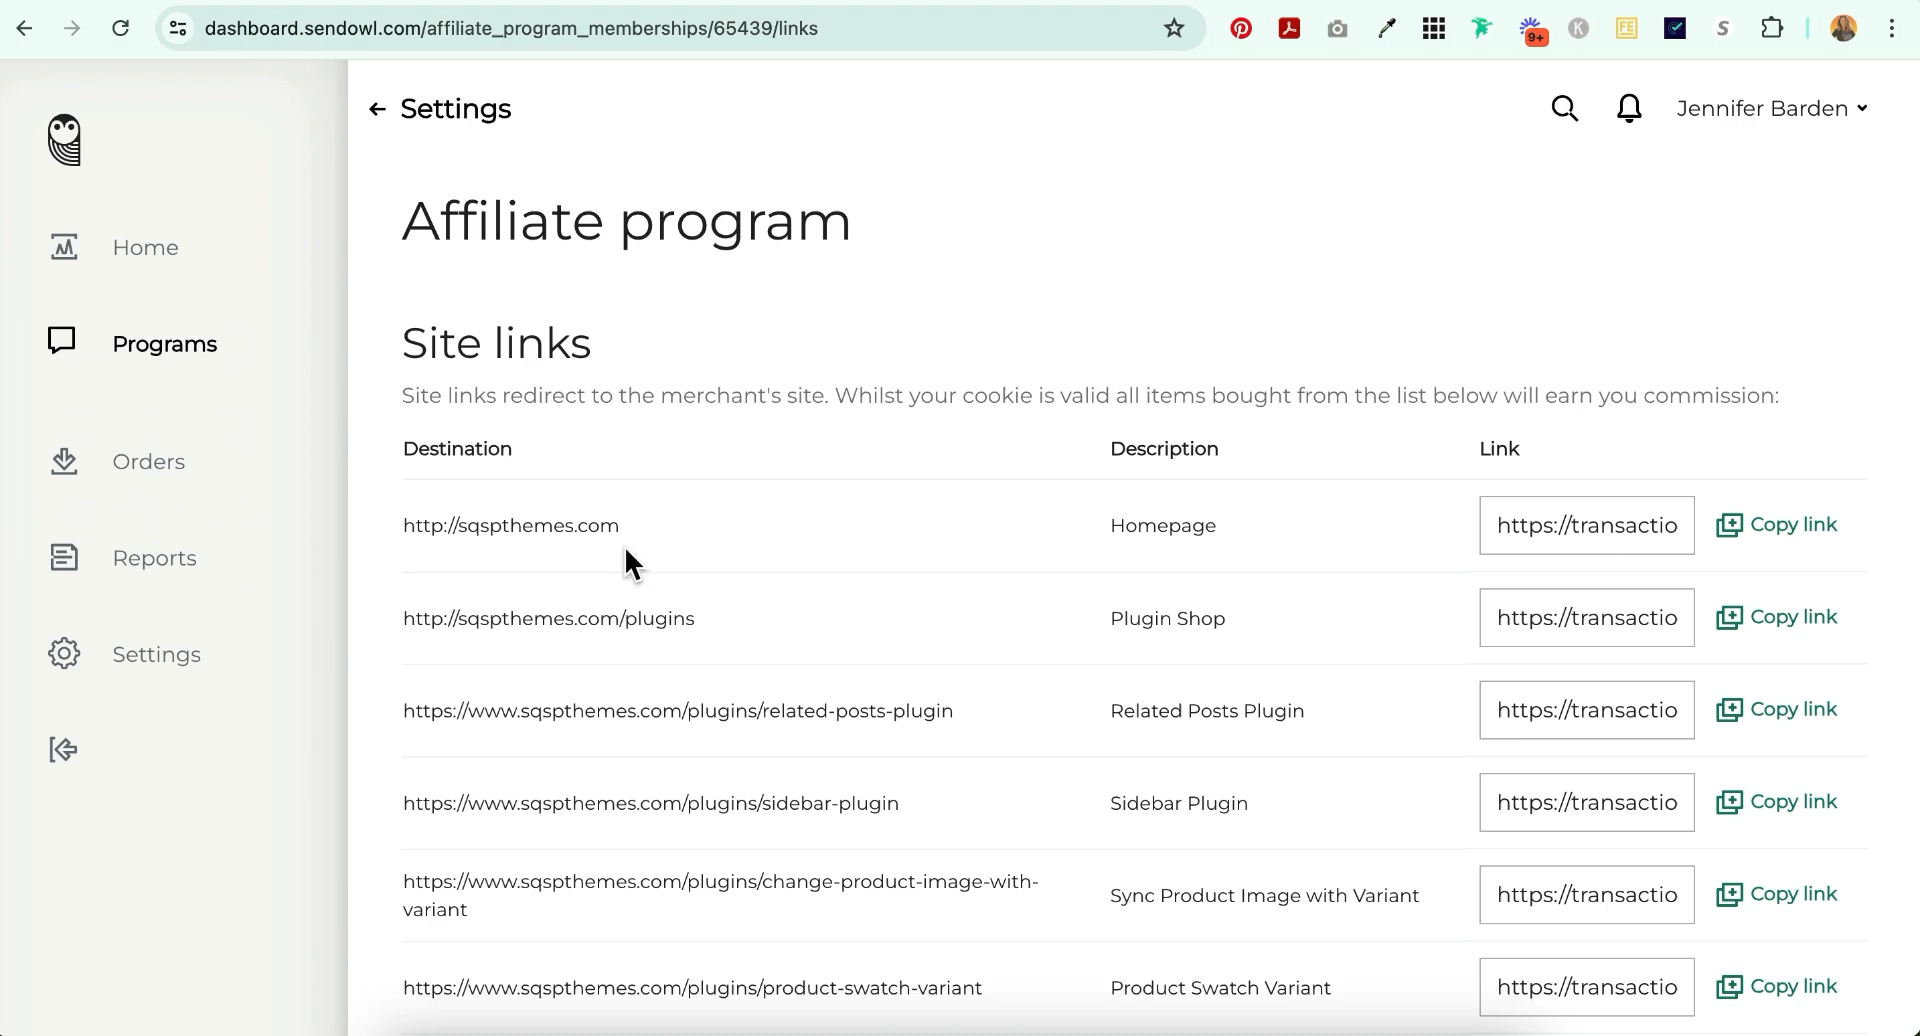 dashboard.sendowl.com/affiliate_program_memberships/65439/links
9+
K
FE
S
Settings
Jennifer Barden
Affiliate program
Home
Programs
Orders
Reports
Settings
Site links
Site links redirect to the merchant's site. Whilst your cookie is valid all items bought from the list below will earn you commission:
Destination Description Link
http://sqspthemes.com Homepage https://transactio Copy link
http://sqspthemes.com/plugins Plugin Shop https://transactio Copy link
https://www.sqspthemes.com/plugins/related-posts-plugin Related Posts Plugin https://transactio Copy link
https://www.sqspthemes.com/plugins/sidebar-plugin Sidebar Plugin https://transactio Copy link
https://www.sqspthemes.com/plugins/change-product-image-with-
variant Sync Product Image with Variant https://transactio Copy link
https://www.sqspthemes.com/plugins/product-swatch-variant Product Swatch Variant https://transactio Copy link